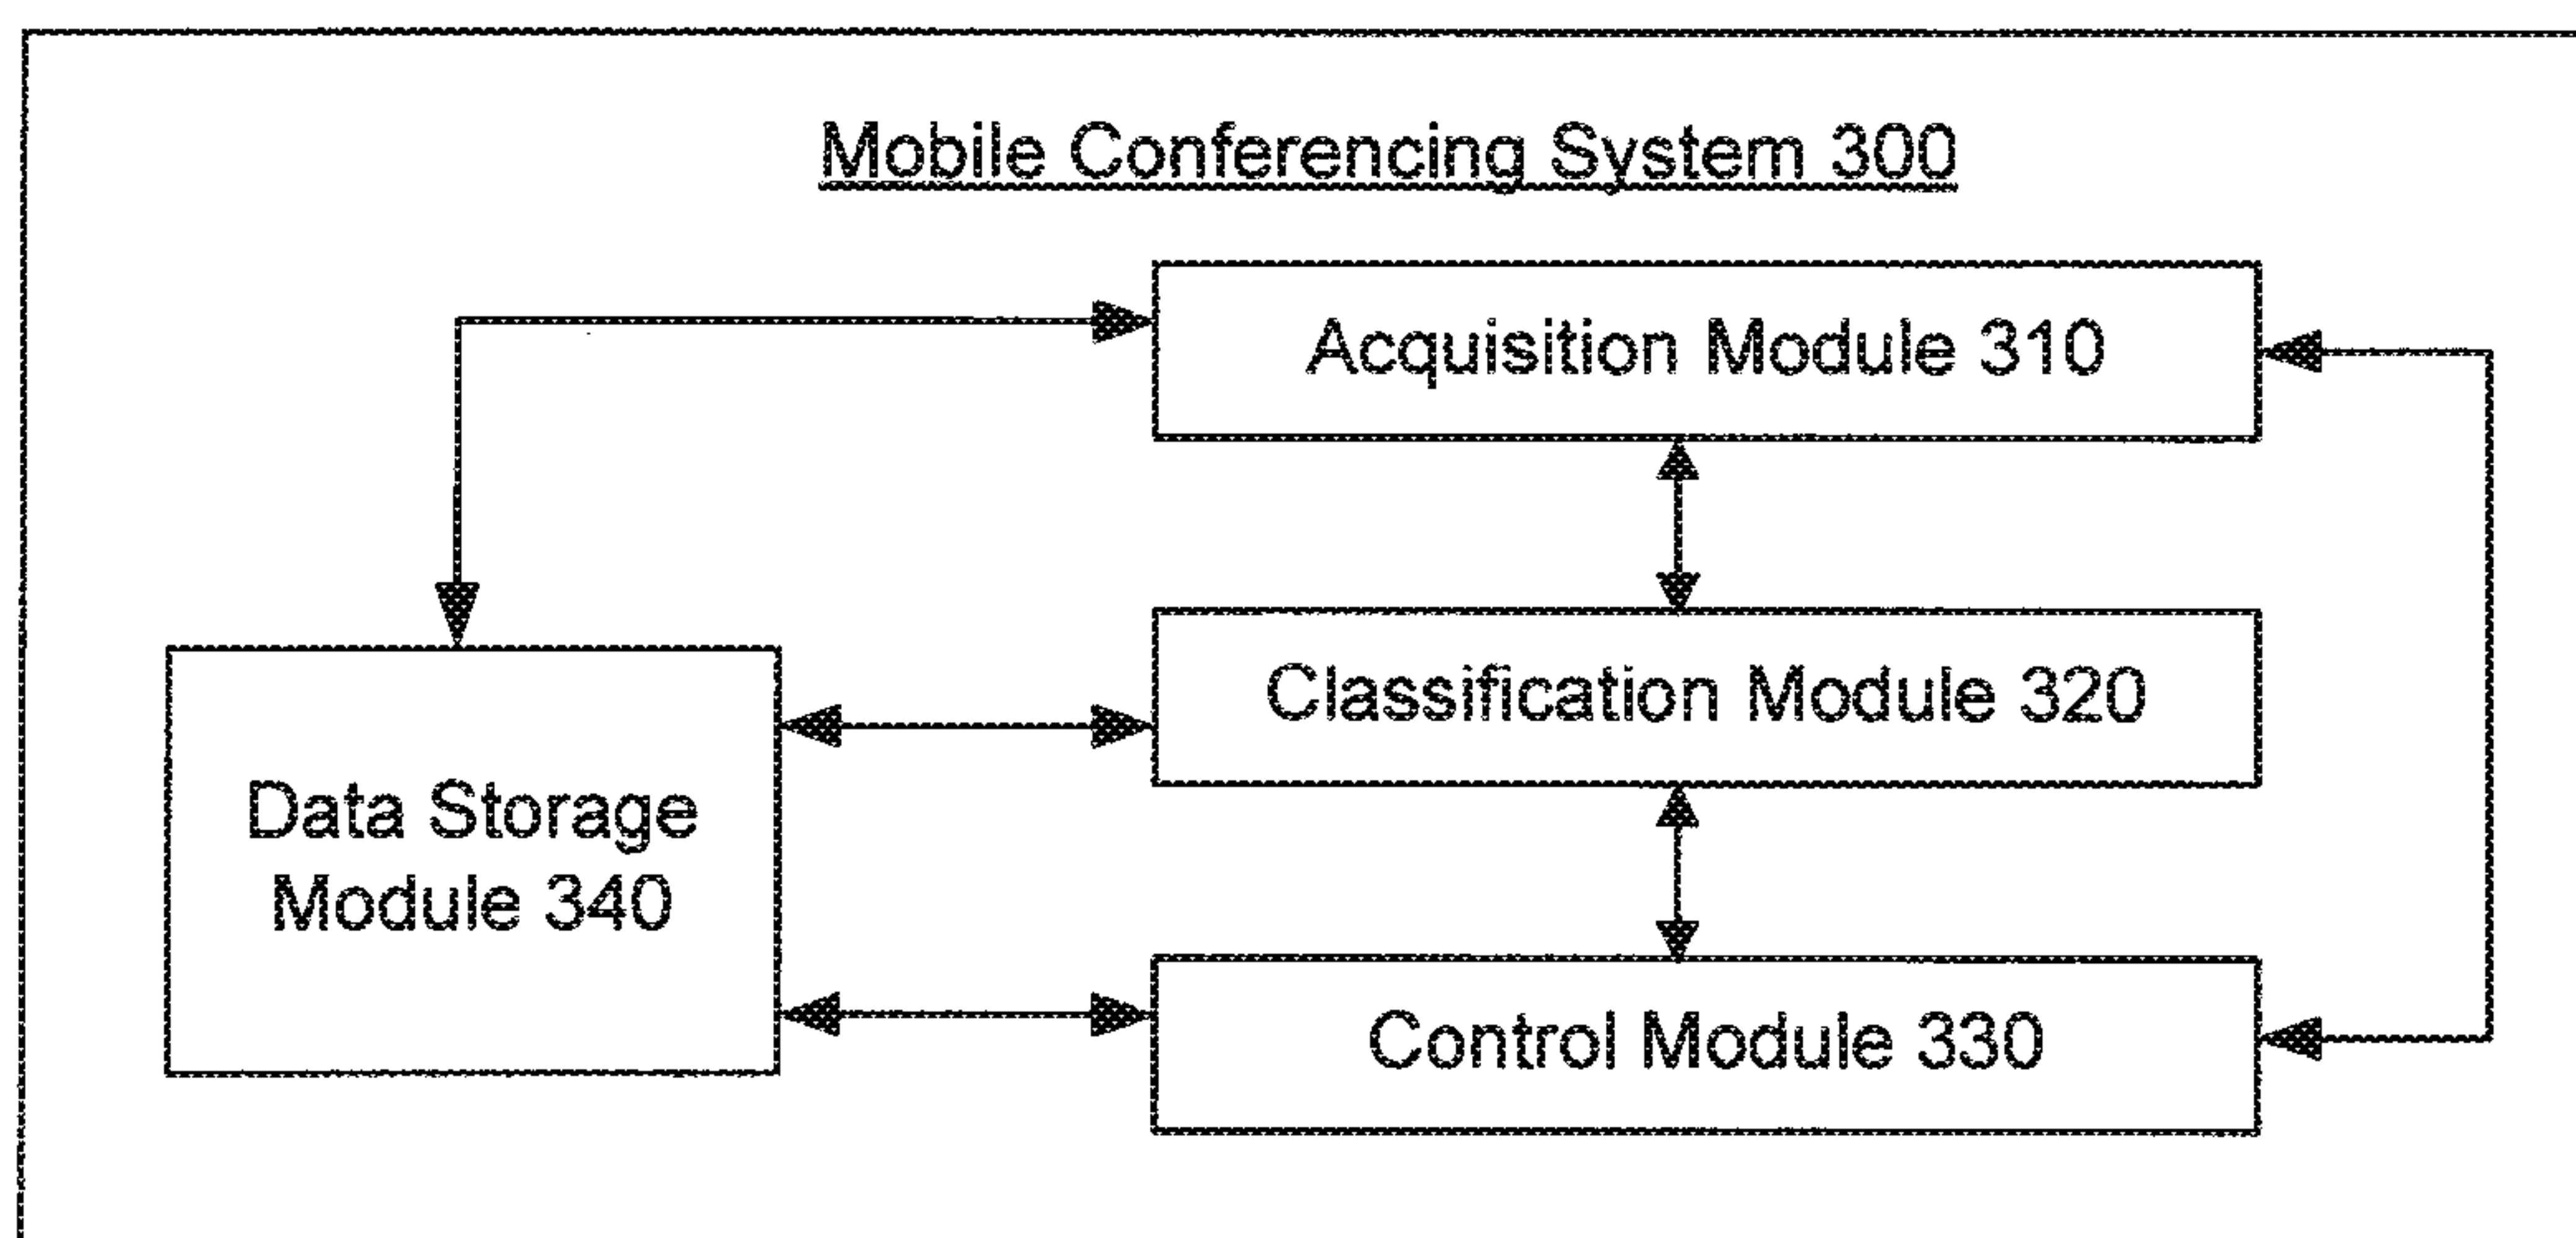 Mobile Conferencing System 300
Acquisition Module 310
Classification Module 320
Data Storage
Module 340
Control Module 330